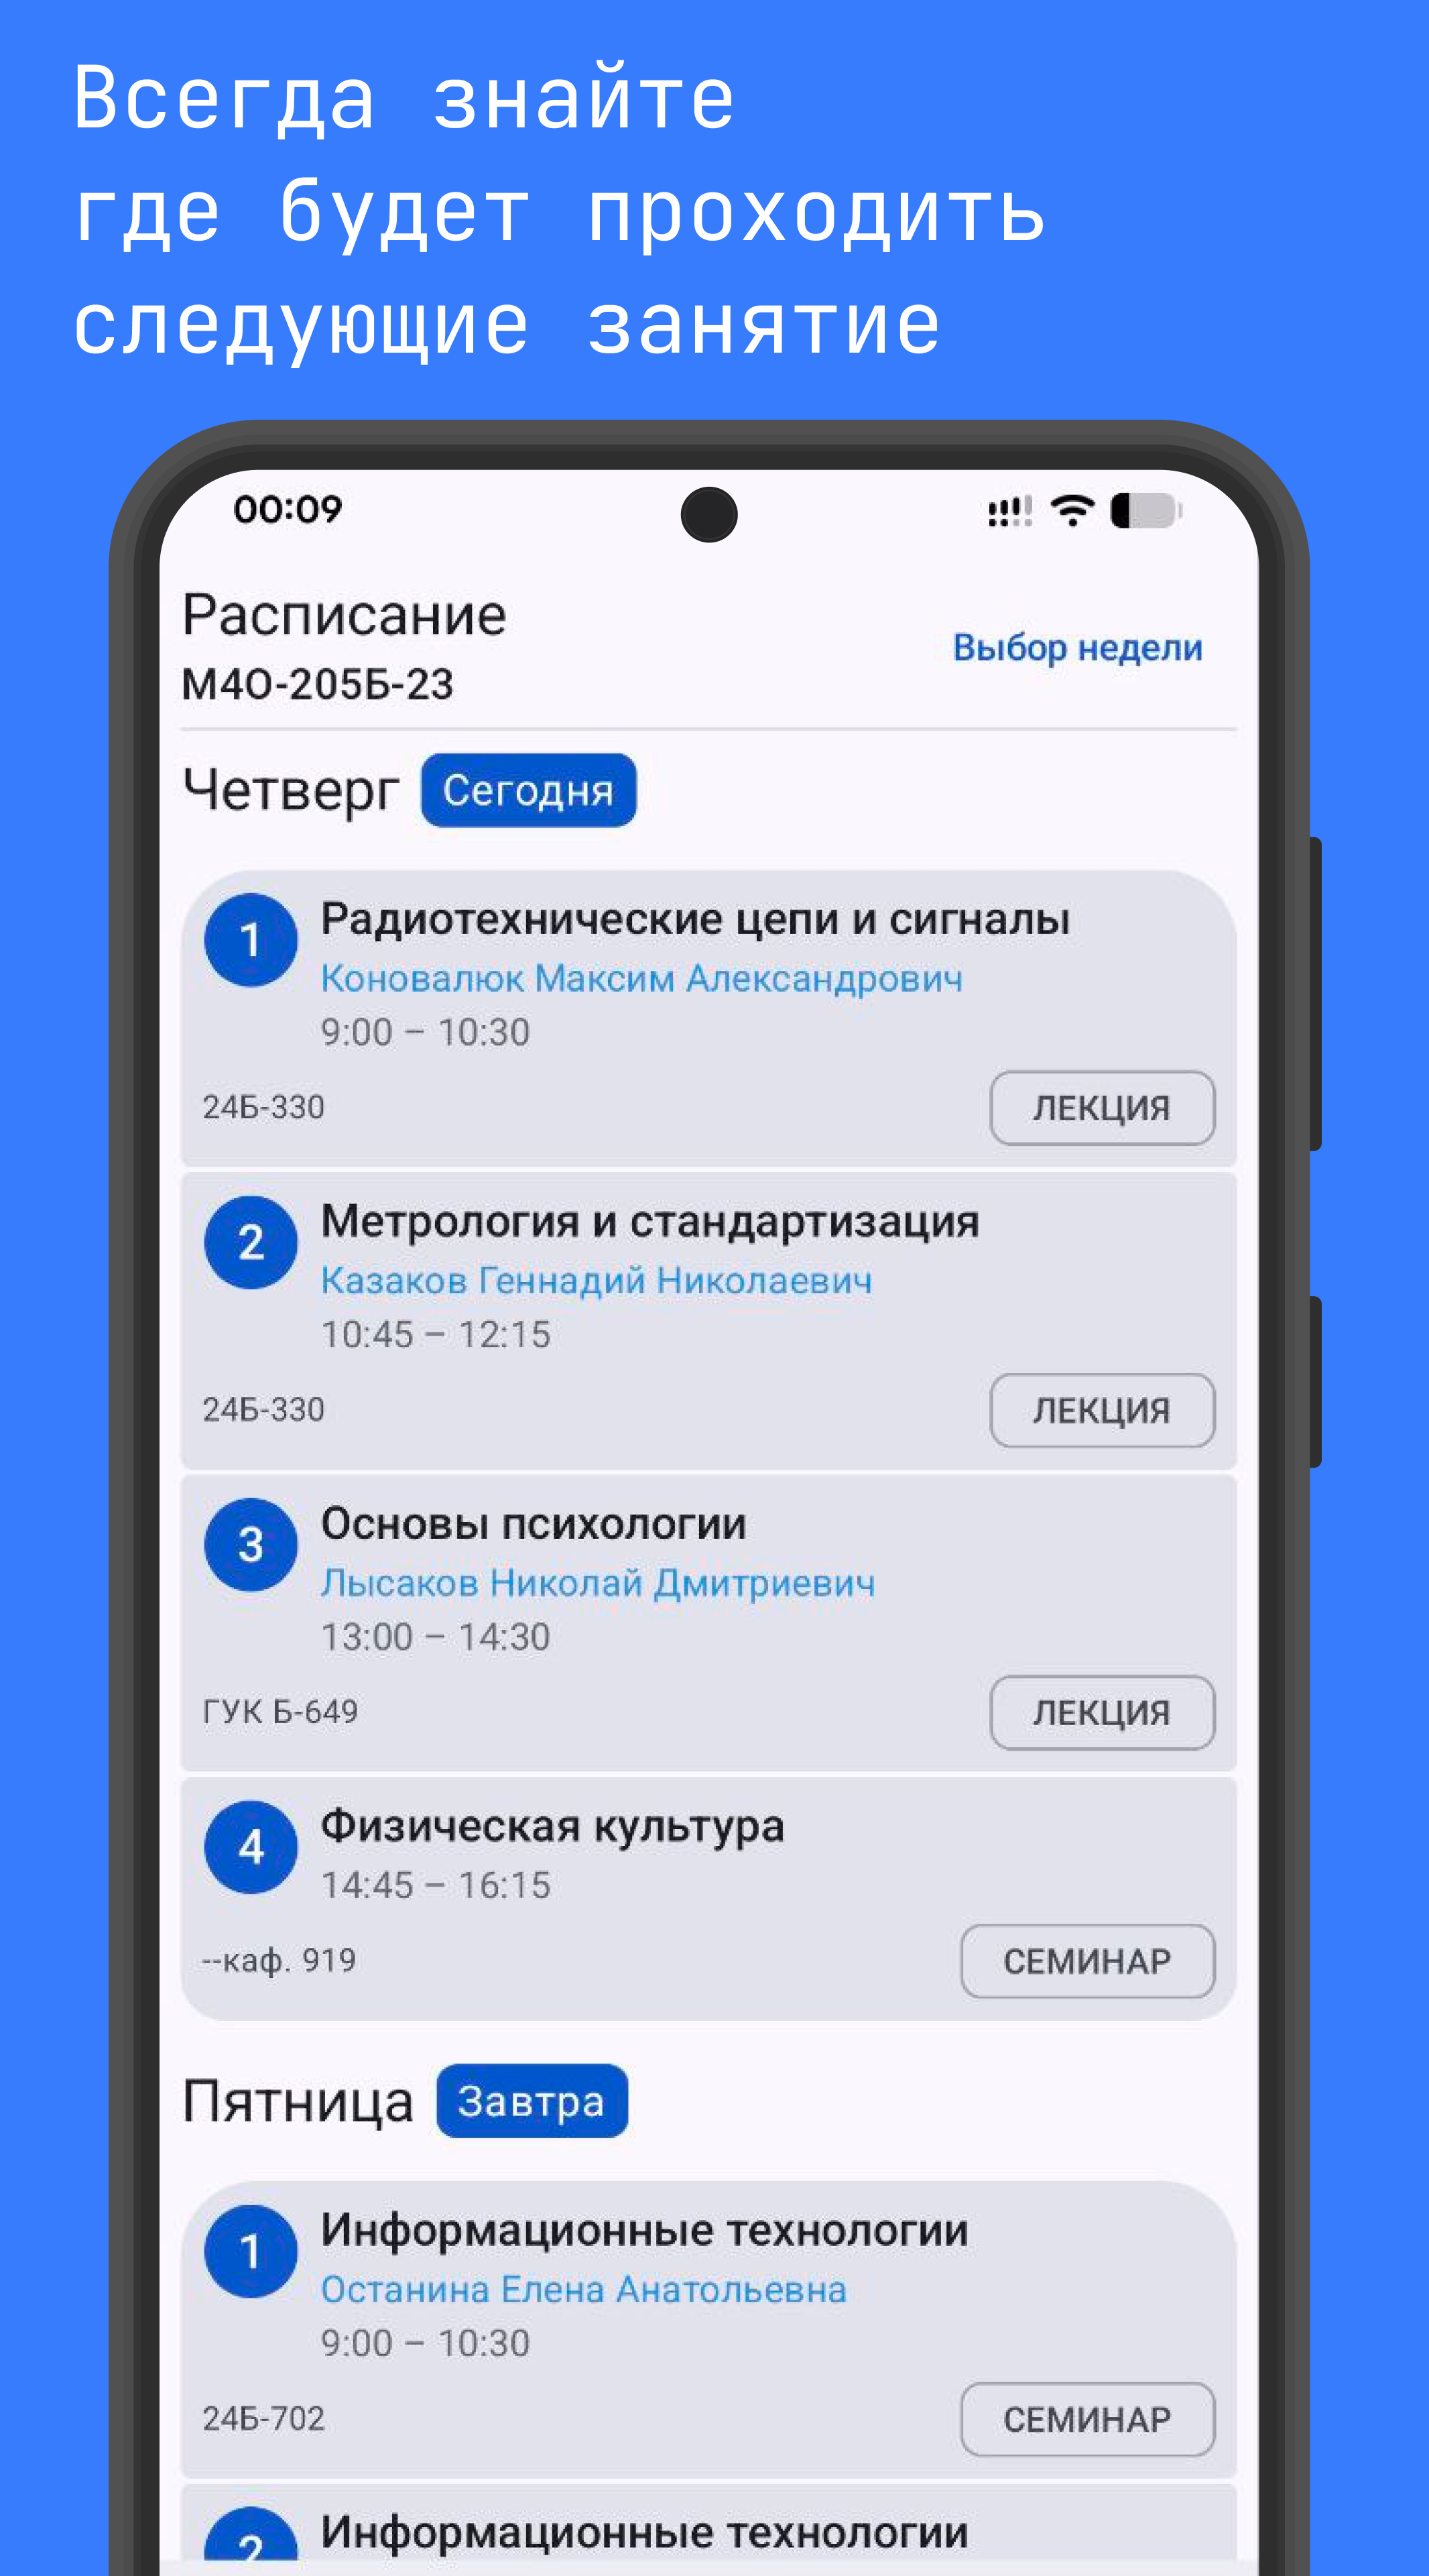 Всегда знайте
где будет проходить
следующие занятие
00:09
Расписание
М4О-205Б-23
Выбор недели
Четверг Сегодня
1 Радиотехнические цепи и сигналы
Коновалюк Максим Александрович
9:00 – 10:30
24Б-330 ЛЕКЦИЯ
2 Метрология и стандартизация
Казаков Геннадий Николаевич
10:45 – 12:15
24Б-330 ЛЕКЦИЯ
3 Основы психологии
Лысаков Николай Дмитриевич
13:00 – 14:30
ГУК Б-649 ЛЕКЦИЯ
4 Физическая культура
14:45 – 16:15
--каф. 919 СЕМИНАР
Пятница Завтра
1 Информационные технологии
Останина Елена Анатольевна
9:00 – 10:30
24Б-702 СЕМИНАР
2 Информационные технологии